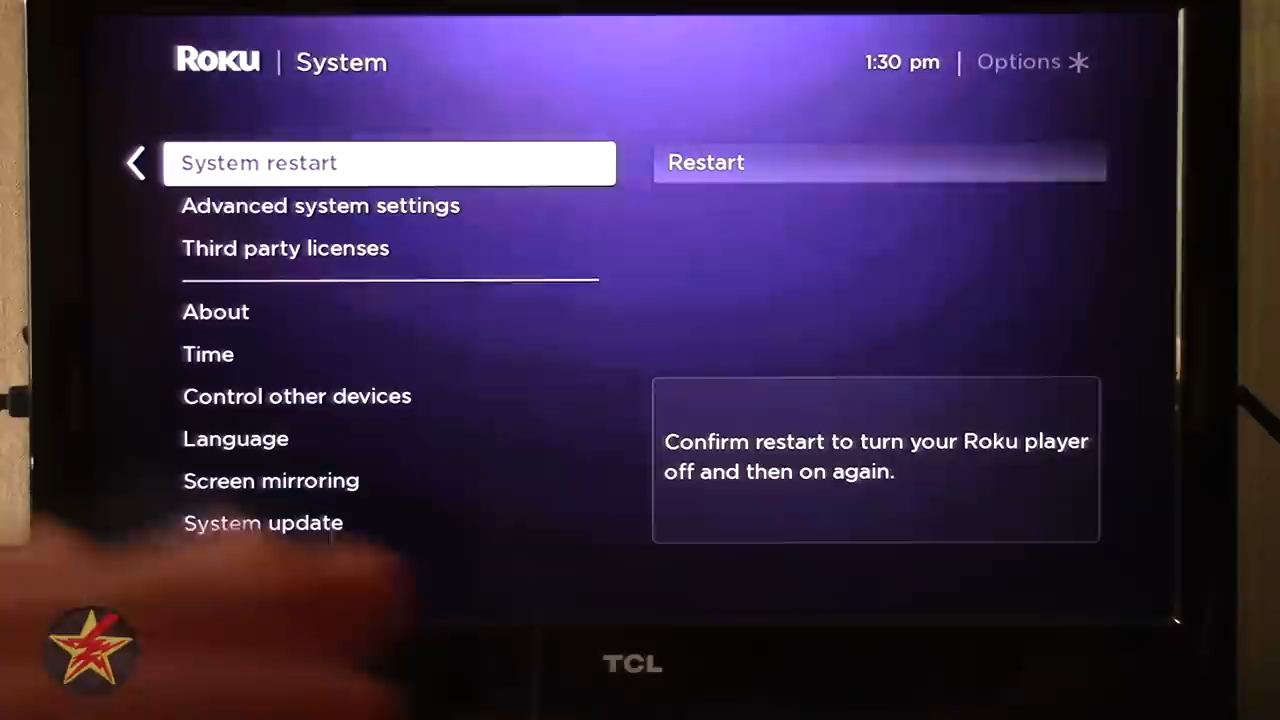 Roku | System
1:30 pm | Options *
System restart
Restart
Advanced system settings
Third party licenses
About
Time
Control other devices
Language
Screen mirroring
System update
Confirm restart to turn your Roku player
off and then on again.
TCL